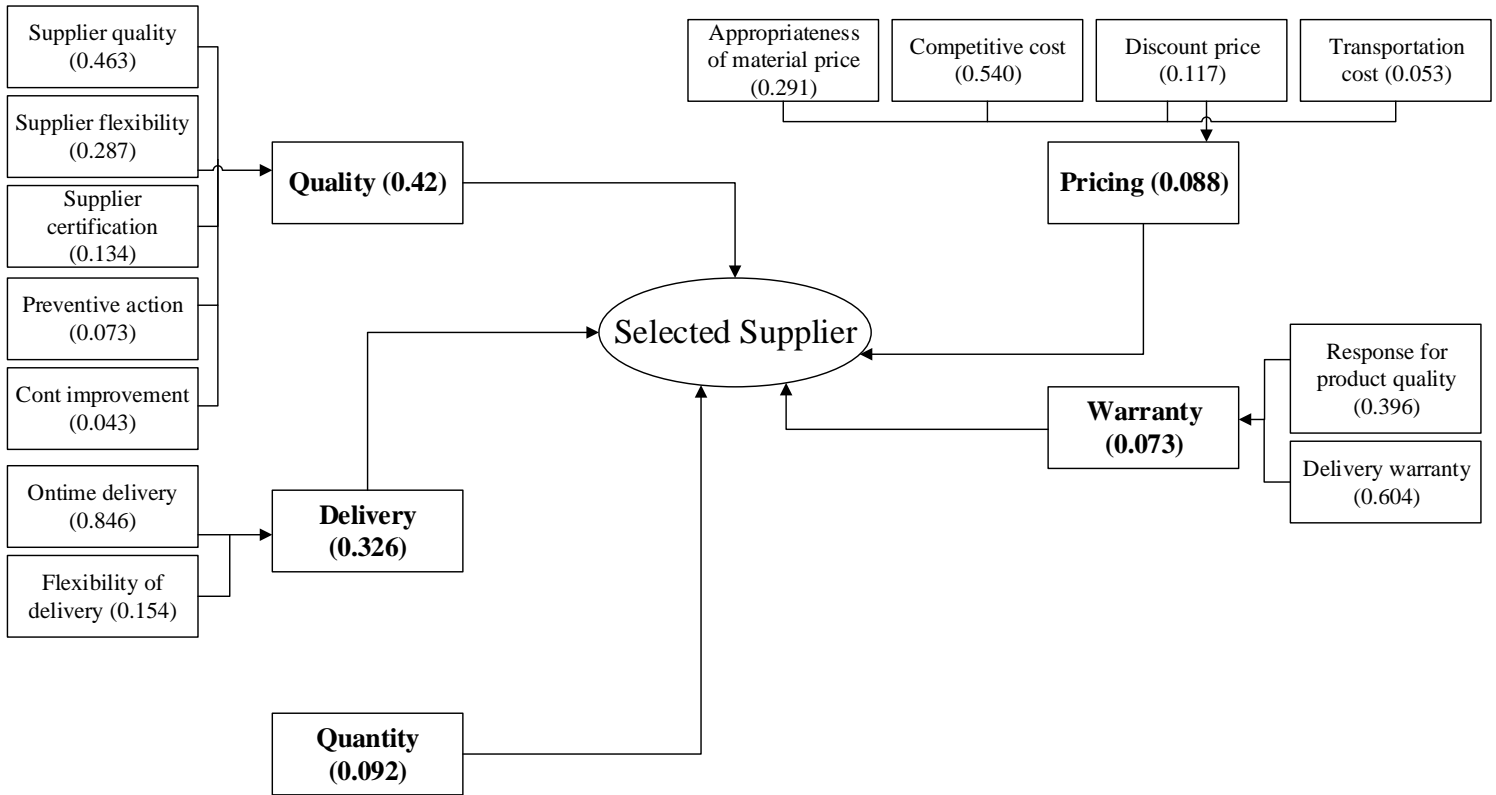 Supplier quality
(0.463)
Supplier flexibility
(0.287)
Supplier
certification
(0.134)
Preventive action
(0.073)
Cont improvement
(0.043)
Ontime delivery
(0.846)
Flexibility of
delivery (0.154)
Quality (0.42)
Delivery
(0.326)
Quantity
(0.092)
Selected Supplier
Appropriateness
of material price
(0.291)
Competitive cost
(0.540)
Discount price
(0.117)
Transportation
cost (0.053)
Pricing (0.088)
Warranty
(0.073)
Response for
product quality
(0.396)
Delivery warranty
(0.604)